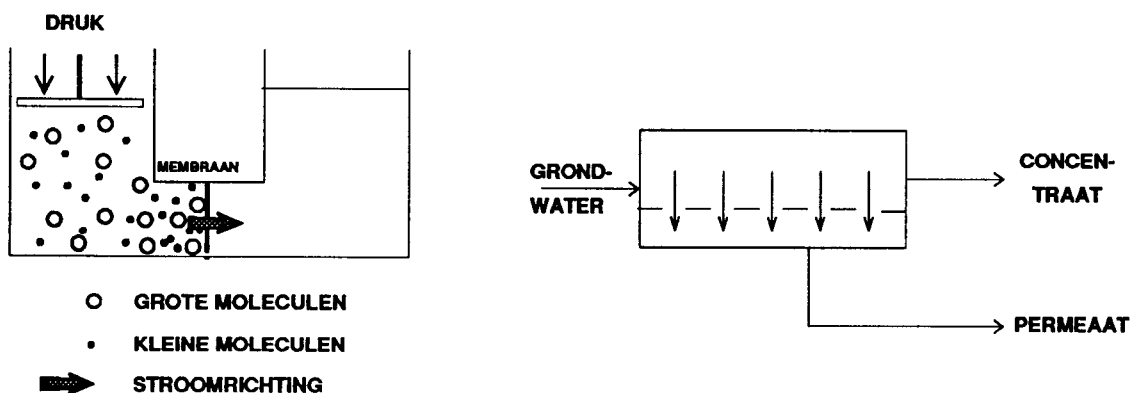 DRUK
MEMBRAAN
GROTE MOLECULEN
KLEINE MOLECULEN
STROOMRICHTING
GROND-
WATER
CONCEN-
TRAAT
PERMEAAT